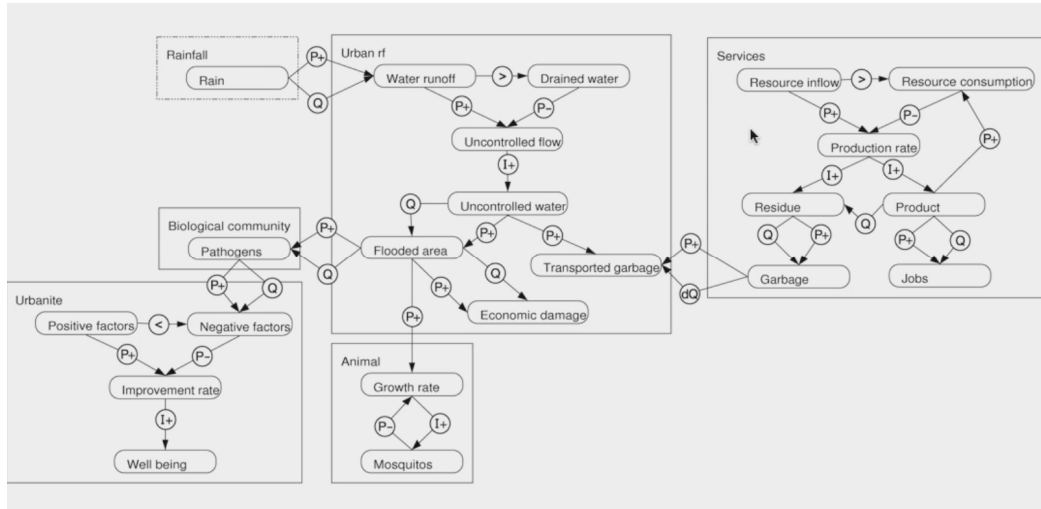 Rainfall
Rain
P+
Q
Urban rf
Water runoff
>
Drained water
P+
P−
Uncontrolled flow
I+
Uncontrolled water
Q
P+
P+
Flooded area
Transported garbage
P+
Q
P+
Economic damage
P+
Q
Biological community
Pathogens
P+
Q
Urbanite
Positive factors
<
Negative factors
P+
P−
Improvement rate
I+
Well being
Animal
Growth rate
P−
I+
Mosquitos
Services
Resource inflow
>
Resource consumption
P+
P−
P+
Production rate
I+
I+
Residue
Q
Product
Q
P+
P+
Q
Garbage
Jobs
P+
dQ